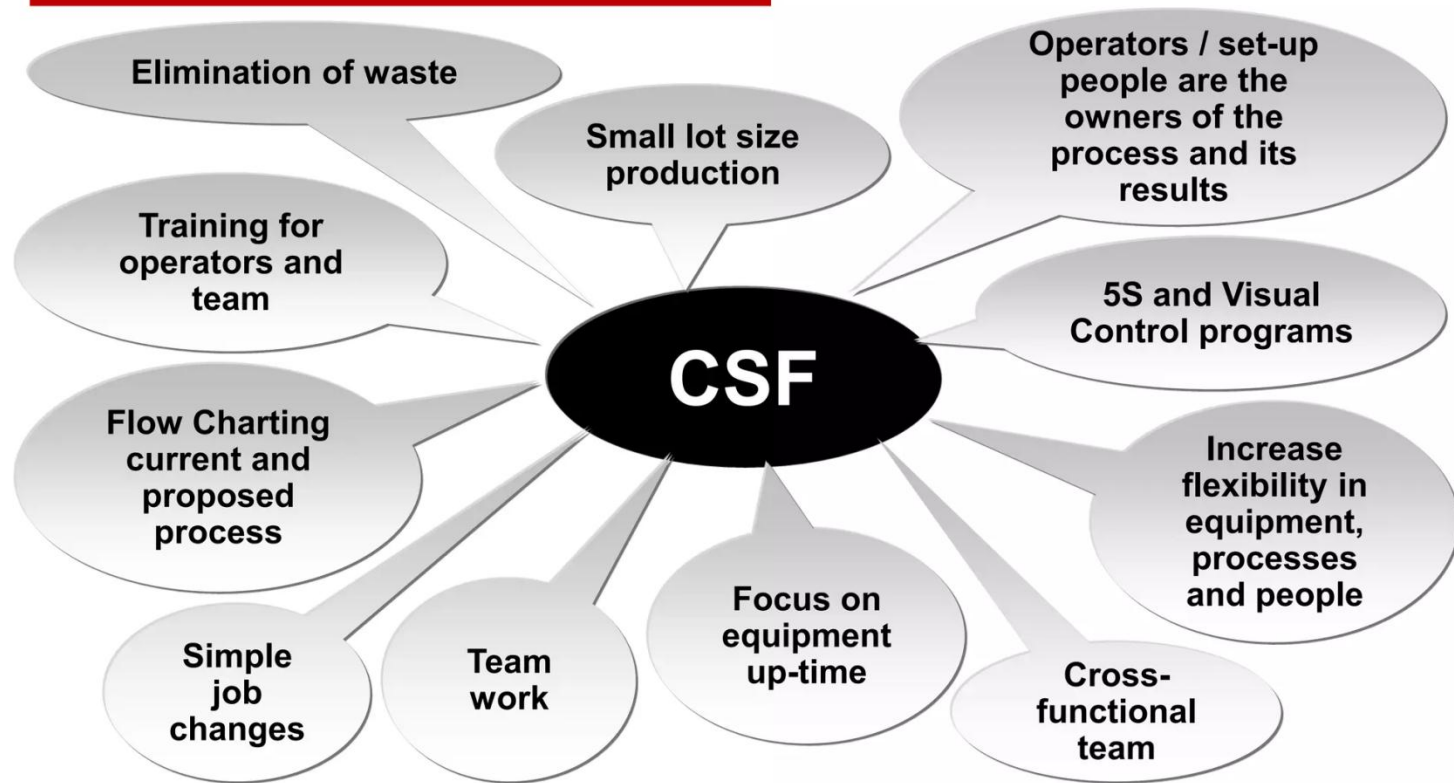 Elimination of waste
Small lot size
production
Operators / set-up
people are the
owners of the
process and its
results
Training for
operators and
team
5S and Visual
Control programs
CSF
Flow Charting
current and
proposed
process
Increase
flexibility in
equipment,
processes
and people
Simple
job
changes
Team
work
Focus on
equipment
up-time
Cross-
functional
team